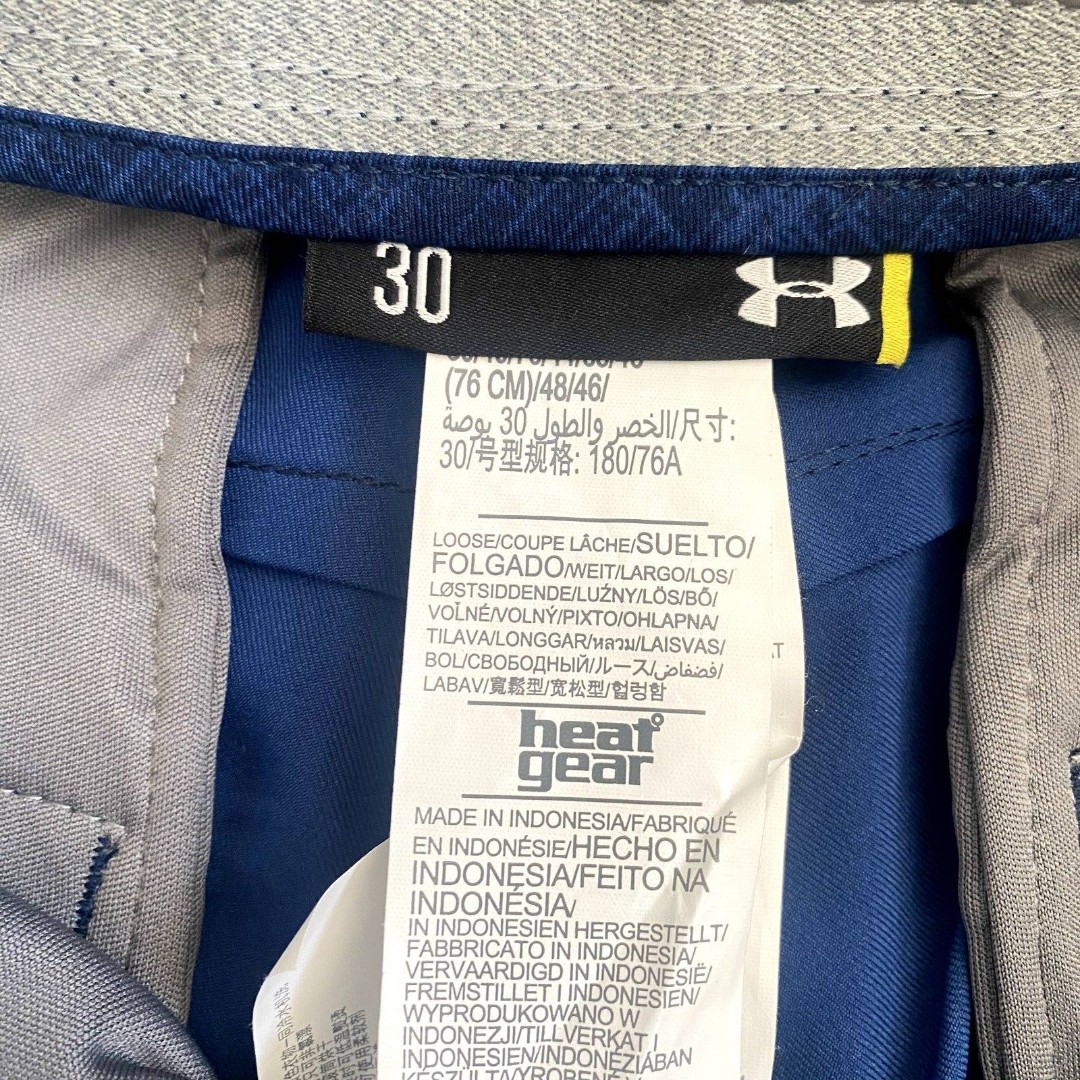 30
(76 CM)/48/46/
الخصر والطول 30 بوصة/尺寸:
30/号型规格: 180/76A
LOOSE/COUPE LÂCHE/SUELTO/
FOLGADO/WEIT/LARGO/LOS/
LØSTSIDDENDE/LUŹNY/LÖS/BŐ/
VOĽNÉ/VOLNÝ/PIXTO/OHLAPNA/
TILAVA/LONGGAR/หลวม/LAISVAS/
BOL/СВОБОДНЫЙ/ルース/فضفاض/
LABAV/寬鬆型/宽松型/헐렁함
heat
gear
MADE IN INDONESIA/FABRIQUÉ
EN INDONÉSIE/HECHO EN
INDONESIA/FEITO NA
INDONÉSIA/
IN INDONESIEN HERGESTELLT/
FABBRICATO IN INDONESIA/
VERVAARDIGD IN INDONESIË/
FREMSTILLET I INDONESIEN/
WYPRODUKOWANO W
INDONEZJI/TILLVERKAT I
INDONESIEN/INDONÉZIÁBAN
KÉSZÜLT/VYROBENÉ V